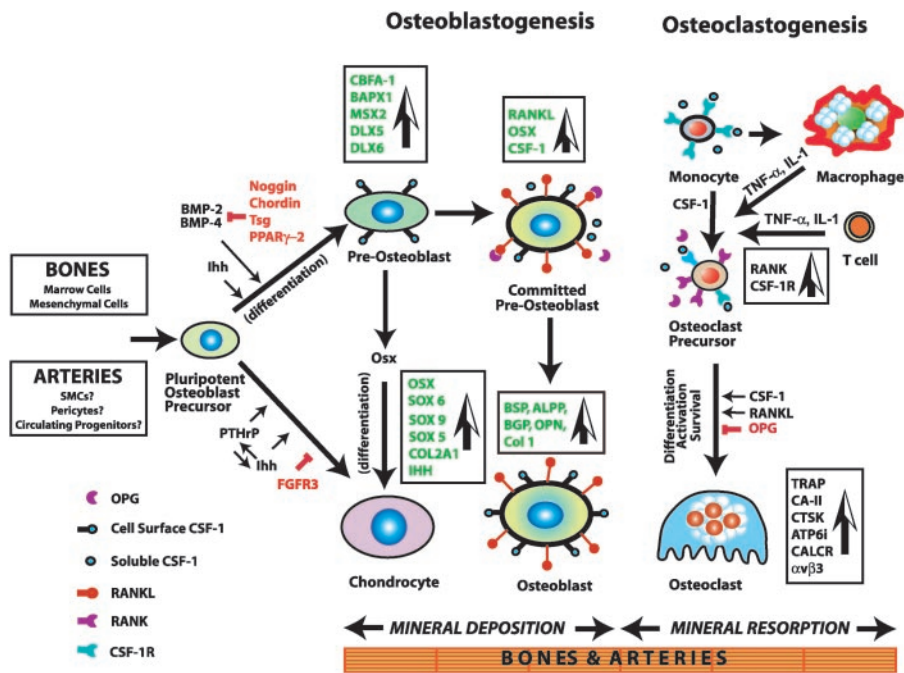 Osteoblastogenesis
Osteoclastogenesis
CBFA-1
BAPX1
MSX2
DLX5
DLX6
RANKL
OSX
CSF-1
Monocyte
Macrophage
TNF-α, IL-1
CSF-1
TNF-α, IL-1
T cell
Noggin
Chordin
Tsg
PPARγ-2
BMP-2
BMP-4
Ihh
(differentiation)
Pre-Osteoblast
Committed
Pre-Osteoblast
RANK
CSF-1R
Osteoclast
Precursor
BONES
Marrow Cells
Mesenchymal Cells
ARTERIES
SMCs?
Pericytes?
Circulating Progenitors?
Pluripotent
Osteoblast
Precursor
PTHrP
Ihh
FGFR3
Osx
(differentiation)
OSX
SOX 6
SOX 9
SOX 5
COL2A1
IHH
BSP, ALPP,
BGP, OPN,
Col 1
Differentiation
Activation
Survival
CSF-1
RANKL
OPG
TRAP
CA-II
CTSK
ATP6i
CALCR
αvβ3
Chondrocyte
Osteoblast
Osteoclast
OPG
Cell Surface CSF-1
Soluble CSF-1
RANKL
RANK
CSF-1R
MINERAL DEPOSITION
MINERAL RESORPTION
BONES & ARTERIES